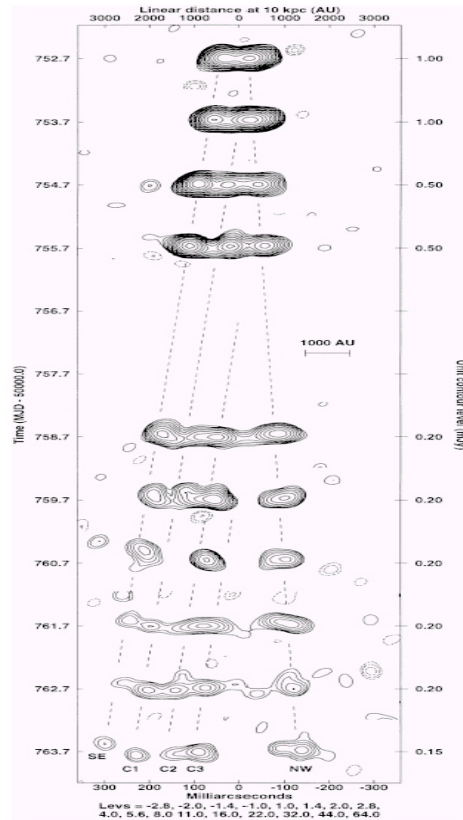 Linear distance at 10 kpc (AU)
3000 2000 1000 0 1000 2000 3000
752.7 1.00
753.7 1.00
754.7 0.50
755.7 0.50
756.7
1000 AU
757.7
Time (MJD - 50000.0)
Unit contour level (mJy)
758.7 0.20
759.7 0.20
760.7 0.20
761.7 0.20
762.7 0.20
763.7 0.15
SE C1 C2 C3 NW
300 200 100 0 -100 -200 -300
Milliarcseconds
Levs = -2.8, -2.0, -1.4, -1.0, 1.0, 1.4, 2.0, 2.8,
4.0, 5.6, 8.0 11.0, 16.0, 22.0, 32.0, 44.0, 64.0